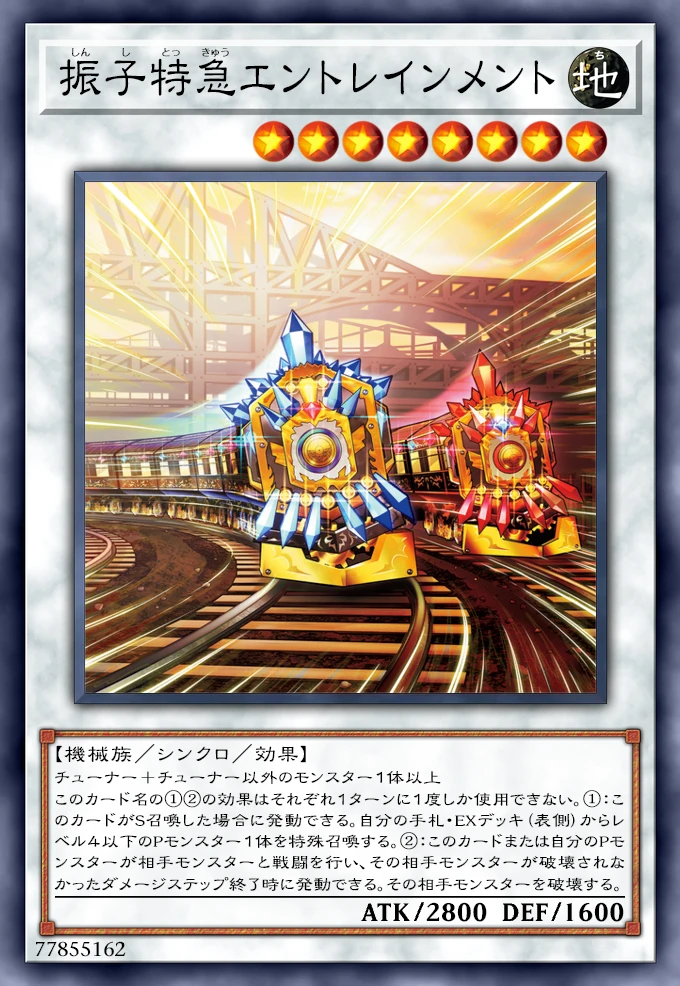 しん し とっ きゅう
振子特急エントレインメント
ち
地
【機械族／シンクロ／効果】
チューナー＋チューナー以外のモンスター１体以上
このカード名の①②の効果はそれぞれ１ターンに１度しか使用できない。①：こ
のカードがS召喚した場合に発動できる。自分の手札・EXデッキ（表側）からレ
ベル４以下のPモンスター１体を特殊召喚する。②：このカードまたは自分のPモ
ンスターが相手モンスターと戦闘を行い、その相手モンスターが破壊されな
かったダメージステップ終了時に発動できる。その相手モンスターを破壊する。
ATK/2800 DEF/1600
77855162